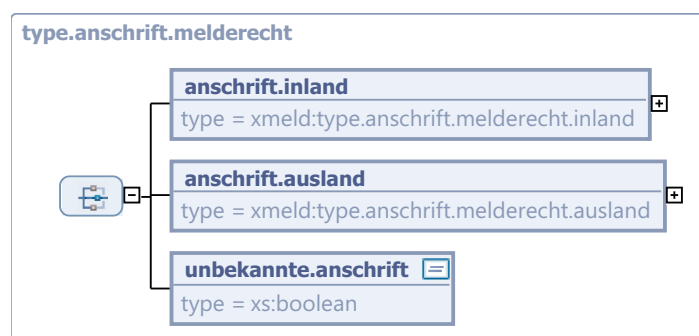 type.anschrift.melderecht
anschrift.inland
type = xmeld:type.anschrift.melderecht.inland
anschrift.ausland
type = xmeld:type.anschrift.melderecht.ausland
unbekannte.anschrift
type = xs:boolean